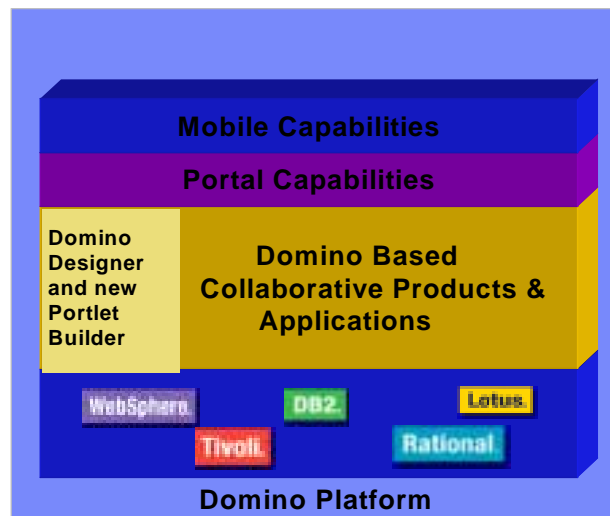 Mobile Capabilities
Portal Capabilities
Domino
Designer
and new
Portlet
Builder
Domino Based
Collaborative Products &
Applications
WebSphere.
DB2.
Lotus.
Tivoli.
Rational.
Domino Platform